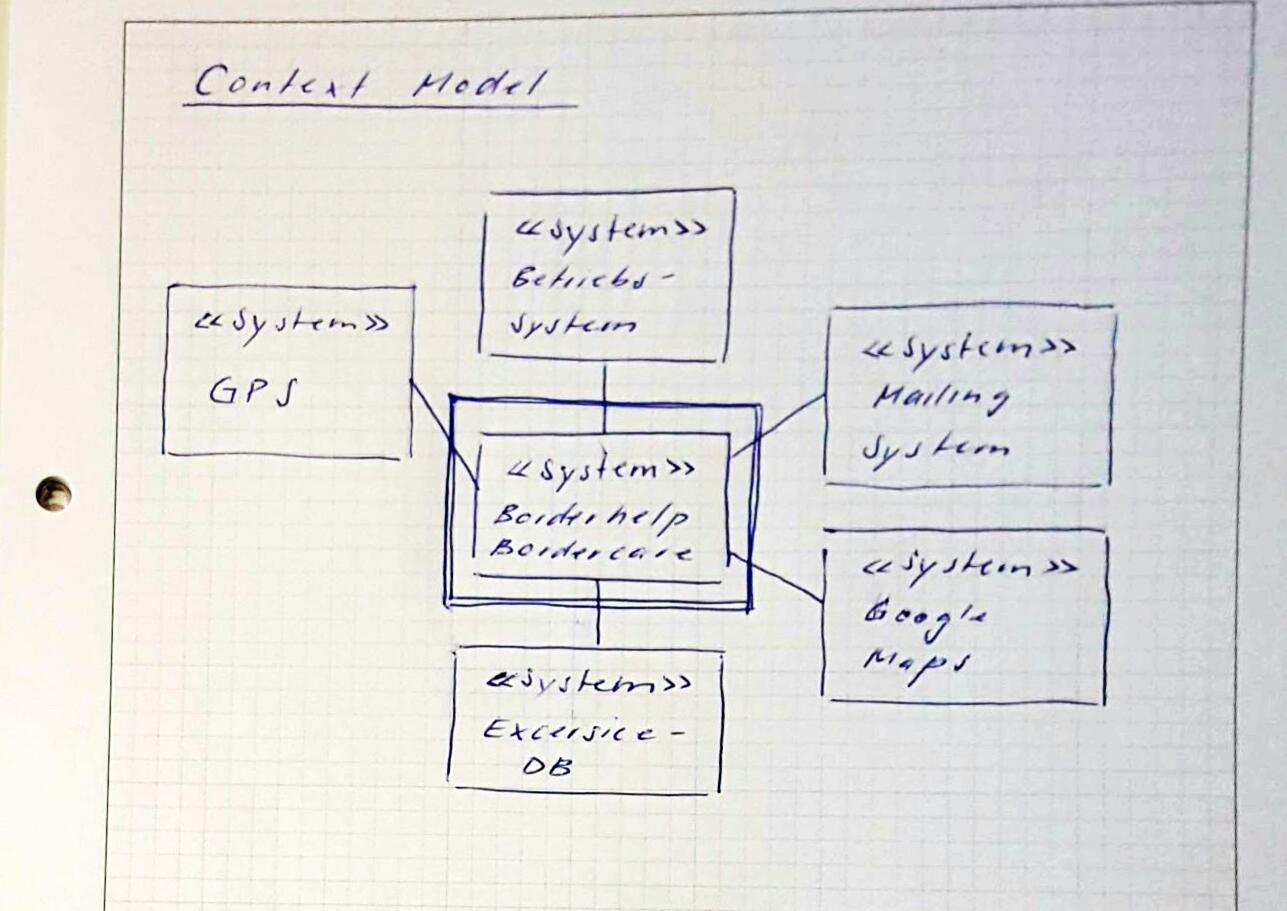 Context Model
<<system>>
Betriebs-
system
<<system>>
GPS
<<system>>
Mailing
system
<<system>>
Borderhelp
Bordercare
<<system>>
Google
Maps
<<system>>
Excersice-
DB